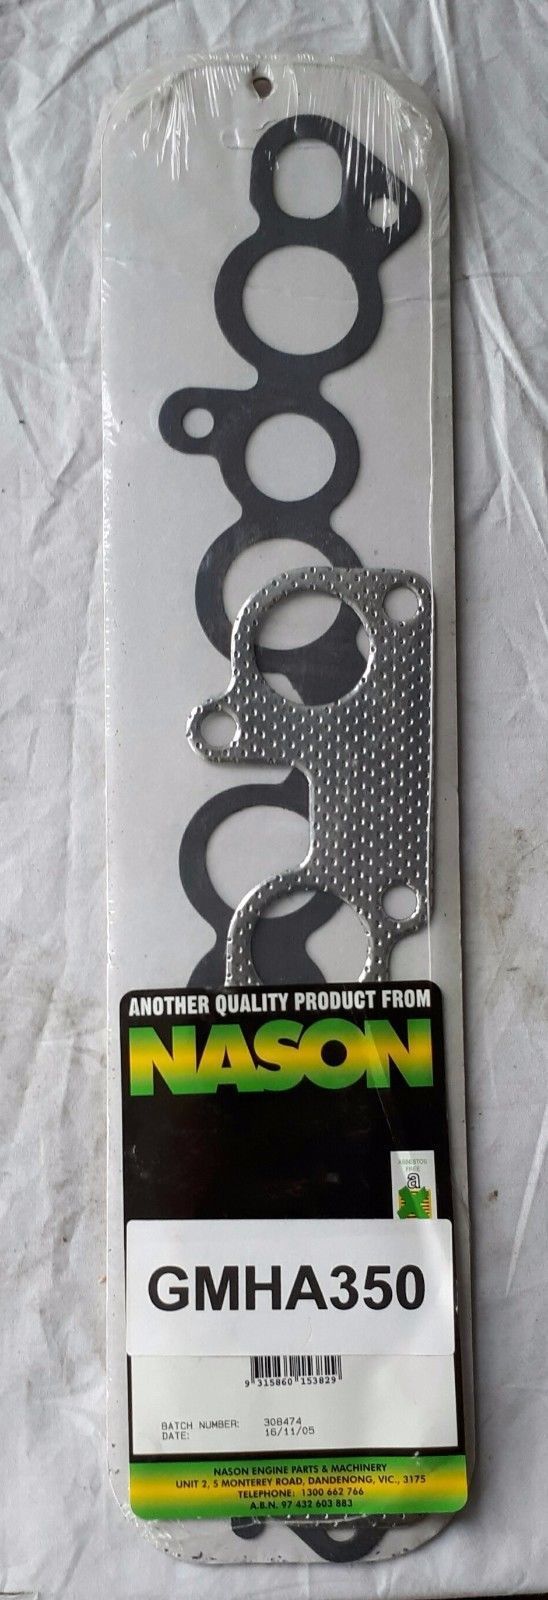 ANOTHER QUALITY PRODUCT FROM
NASON
ASBESTOS
FREE
a
GMHA350
9 315860 153829
BATCH NUMBER: 308474
DATE: 16/11/05
NASON ENGINE PARTS & MACHINERY
UNIT 2, 5 MONTEREY ROAD, DANDENONG, VIC., 3175
TELEPHONE: 1300 662 766
A.B.N. 97 432 603 883